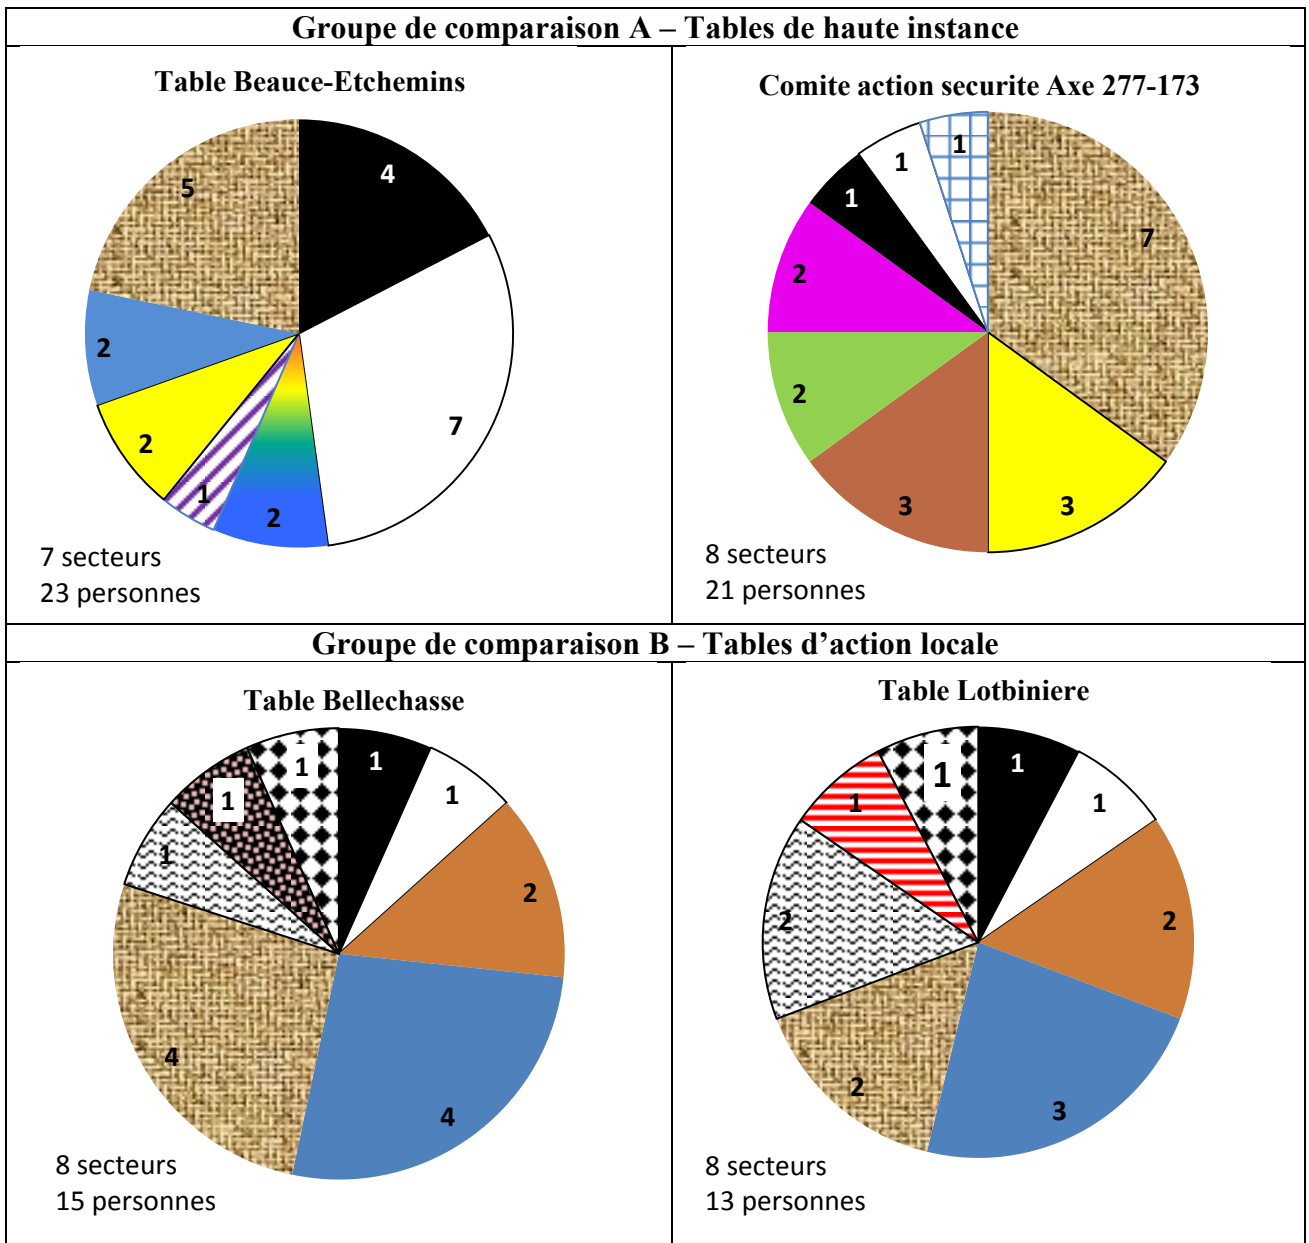 Groupe de comparaison A – Tables de haute instance
Table Beauce-Etchemins
4
7
2
1
2
2
5
7 secteurs
23 personnes
Comite action securite Axe 277-173
7
3
3
2
2
1
1
1
8 secteurs
21 personnes
Groupe de comparaison B – Tables d’action locale
Table Bellechasse
1
1
2
4
4
1
1
1
8 secteurs
15 personnes
Table Lotbiniere
1
1
2
3
2
2
1
1
8 secteurs
13 personnes